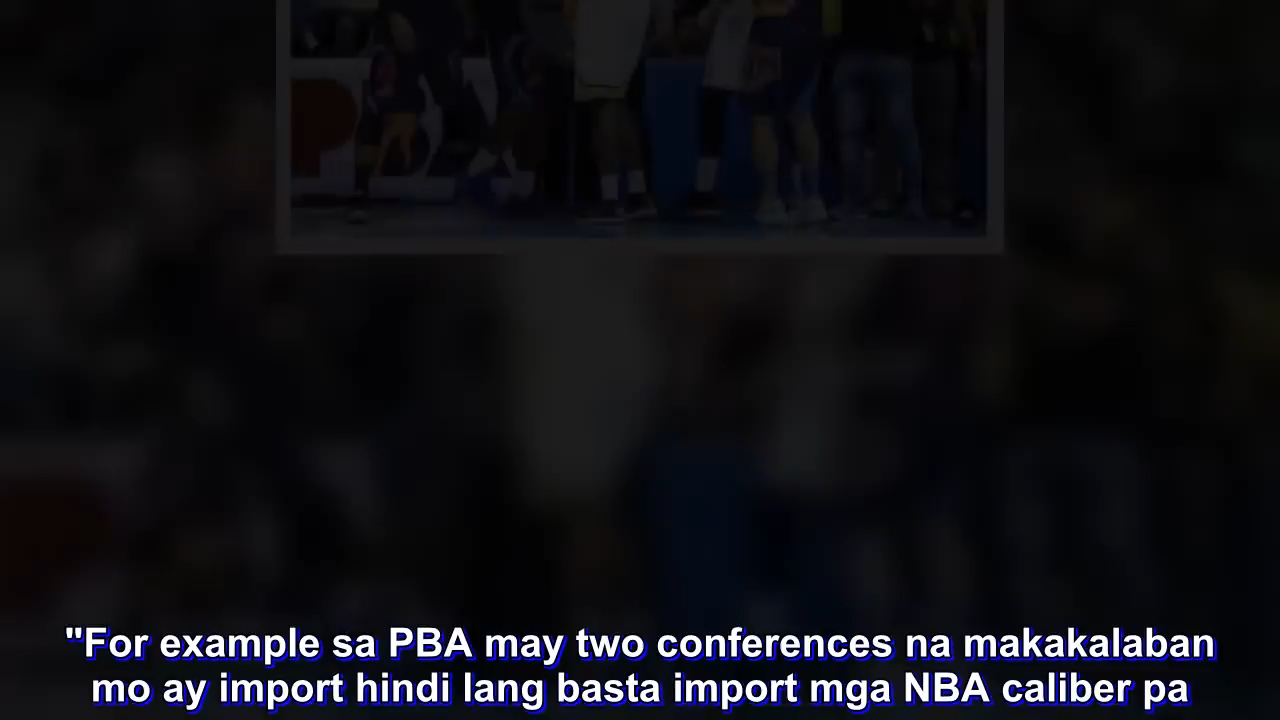 "For example sa PBA may two conferences na makakalaban
mo ay import hindi lang basta import mga NBA caliber pa